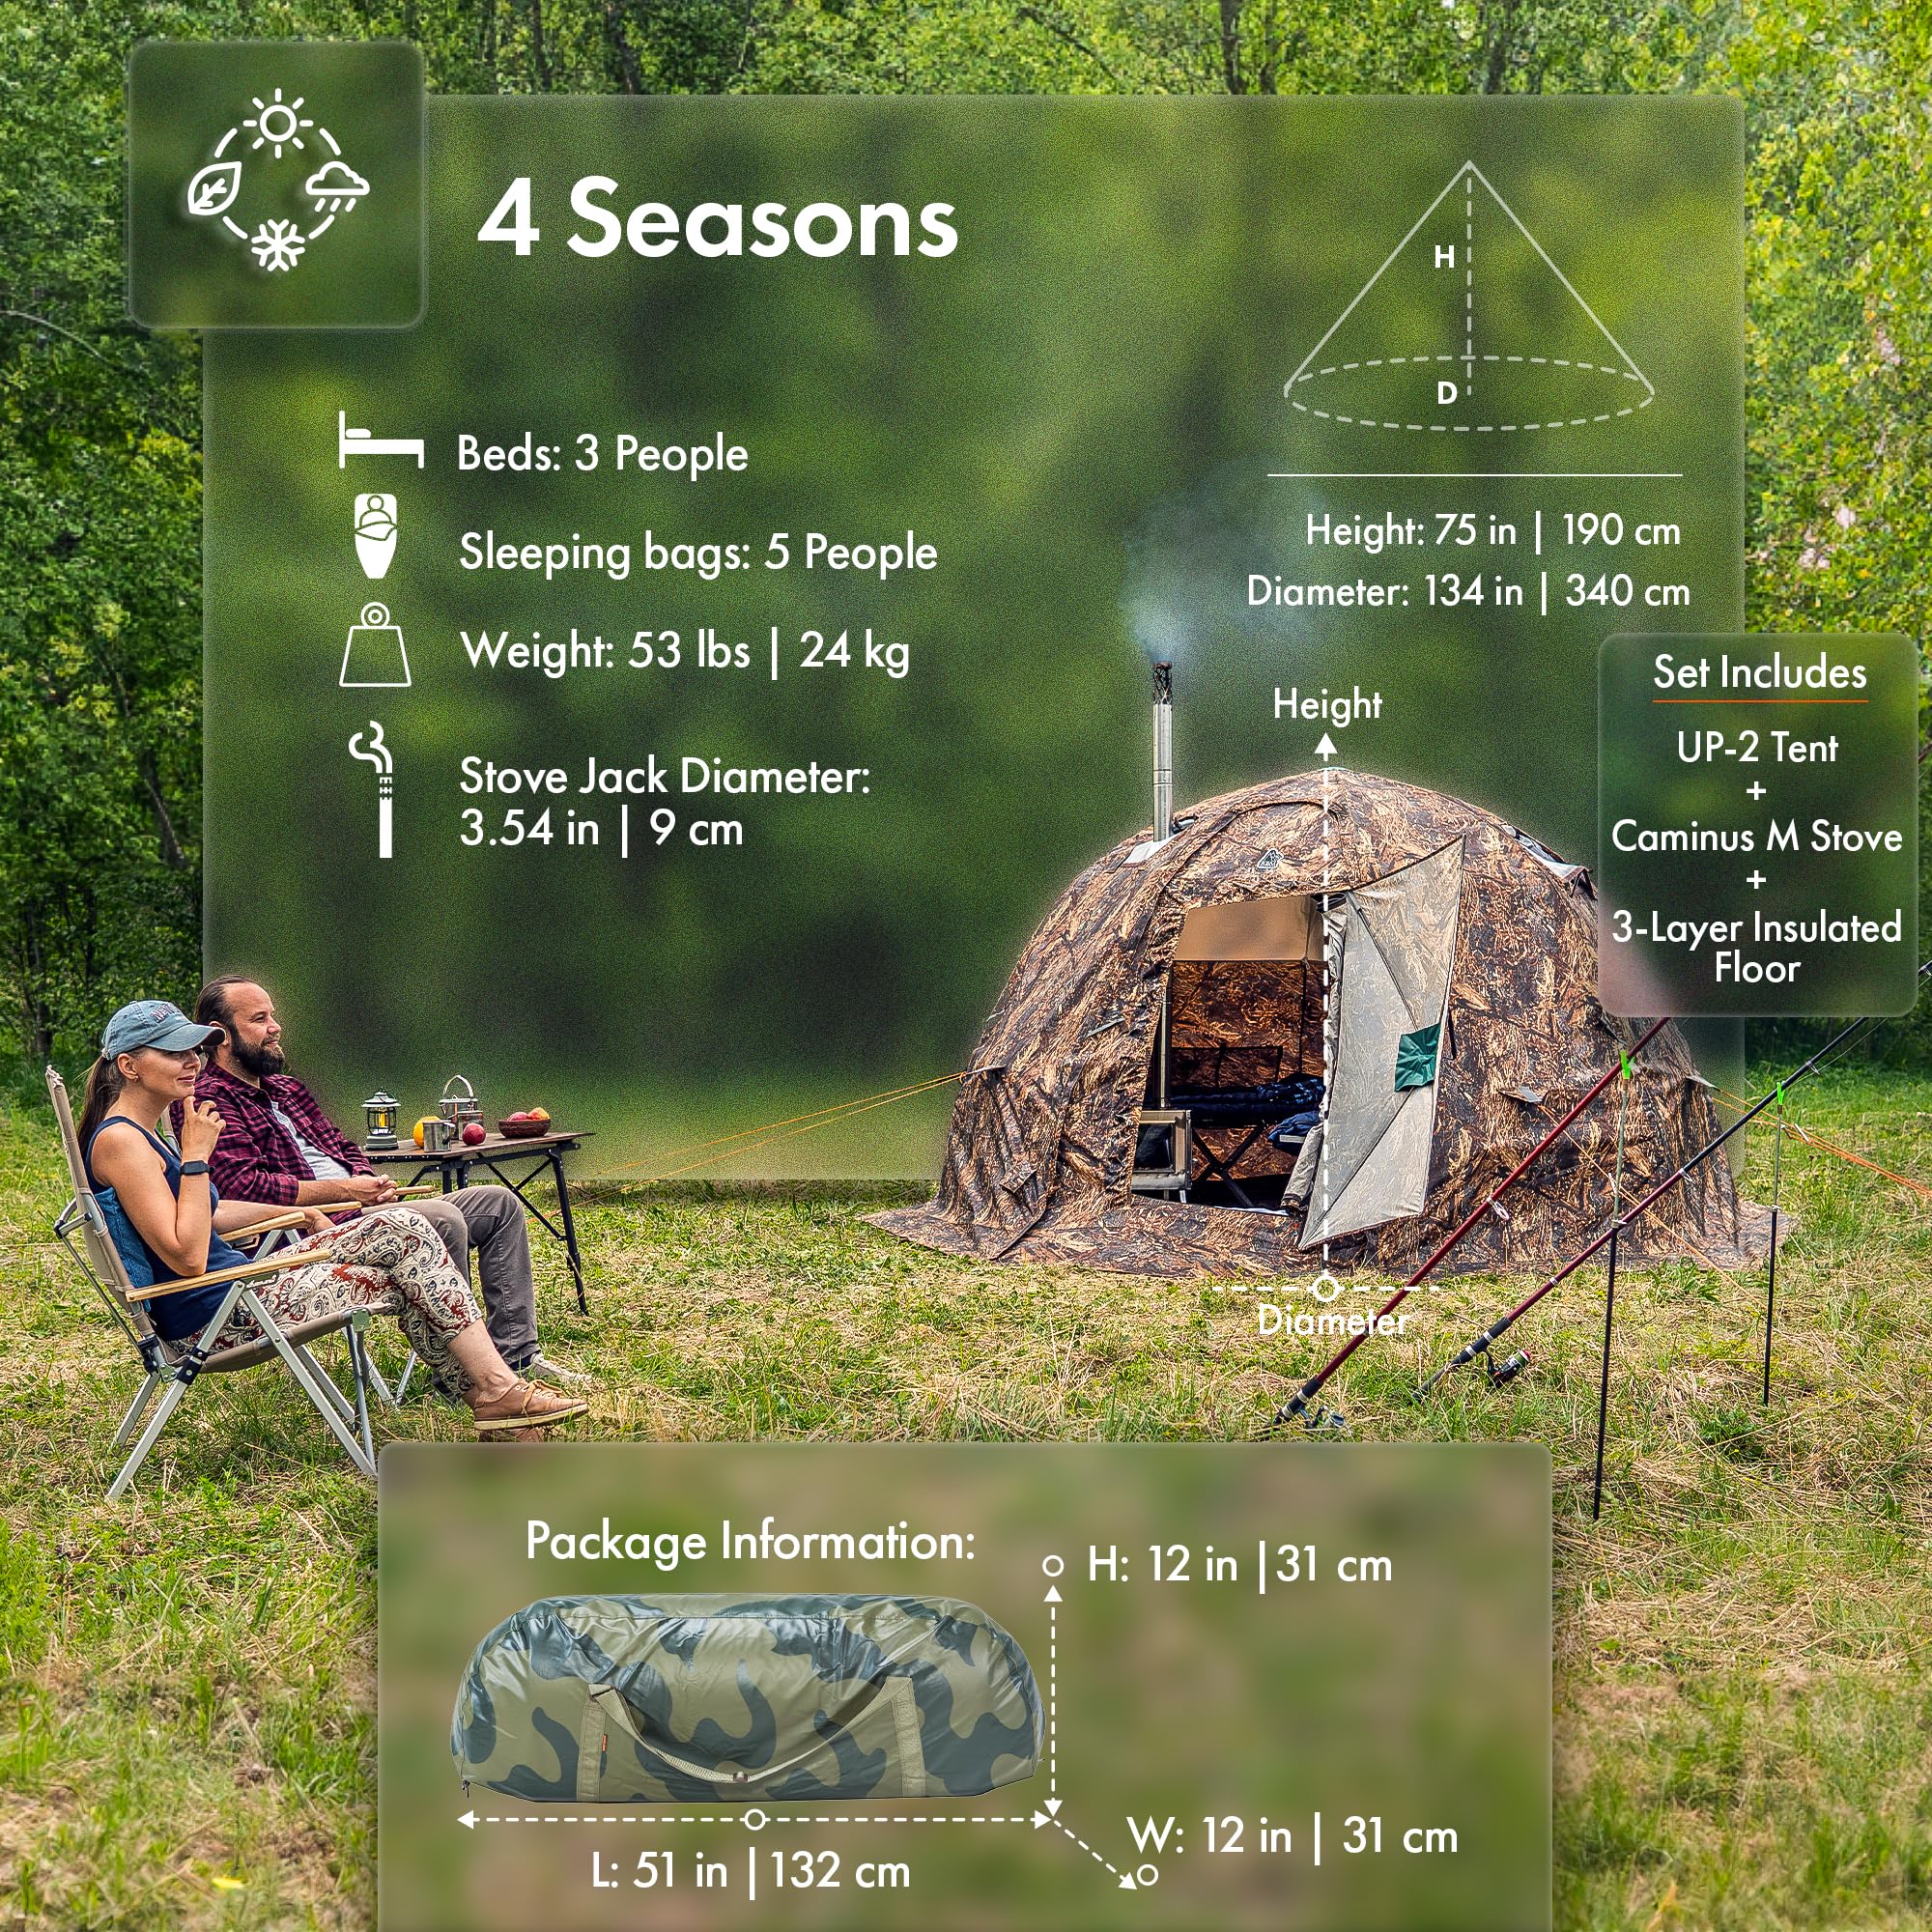 4 Seasons
Beds: 3 People
Sleeping bags: 5 People
Weight: 53 lbs | 24 kg
Stove Jack Diameter:
3.54 in | 9 cm
H
D
Height: 75 in | 190 cm
Diameter: 134 in | 340 cm
Set Includes
UP-2 Tent
+
Caminus M Stove
+
3-Layer Insulated
Floor
Height
Diameter
Package Information:
H: 12 in |31 cm
W: 12 in | 31 cm
L: 51 in |132 cm